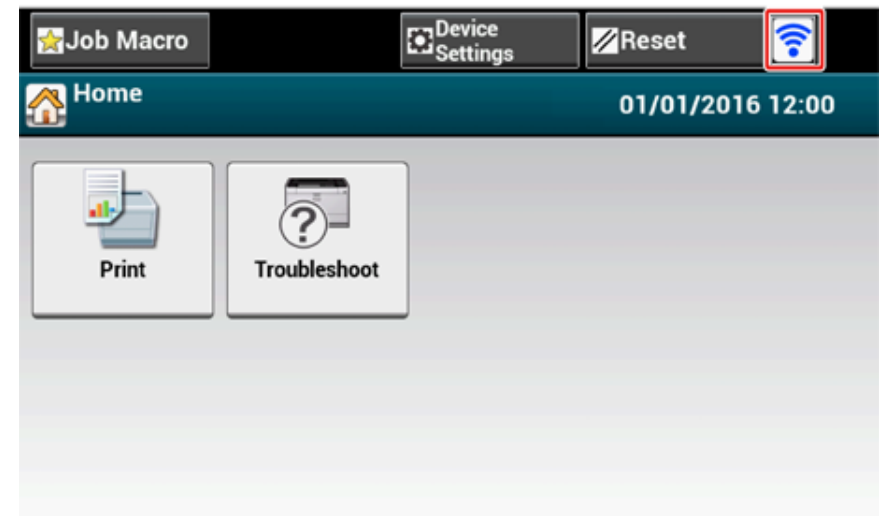 Job Macro
Device
Settings
Reset
Home
01/01/2016 12:00
Print
Troubleshoot